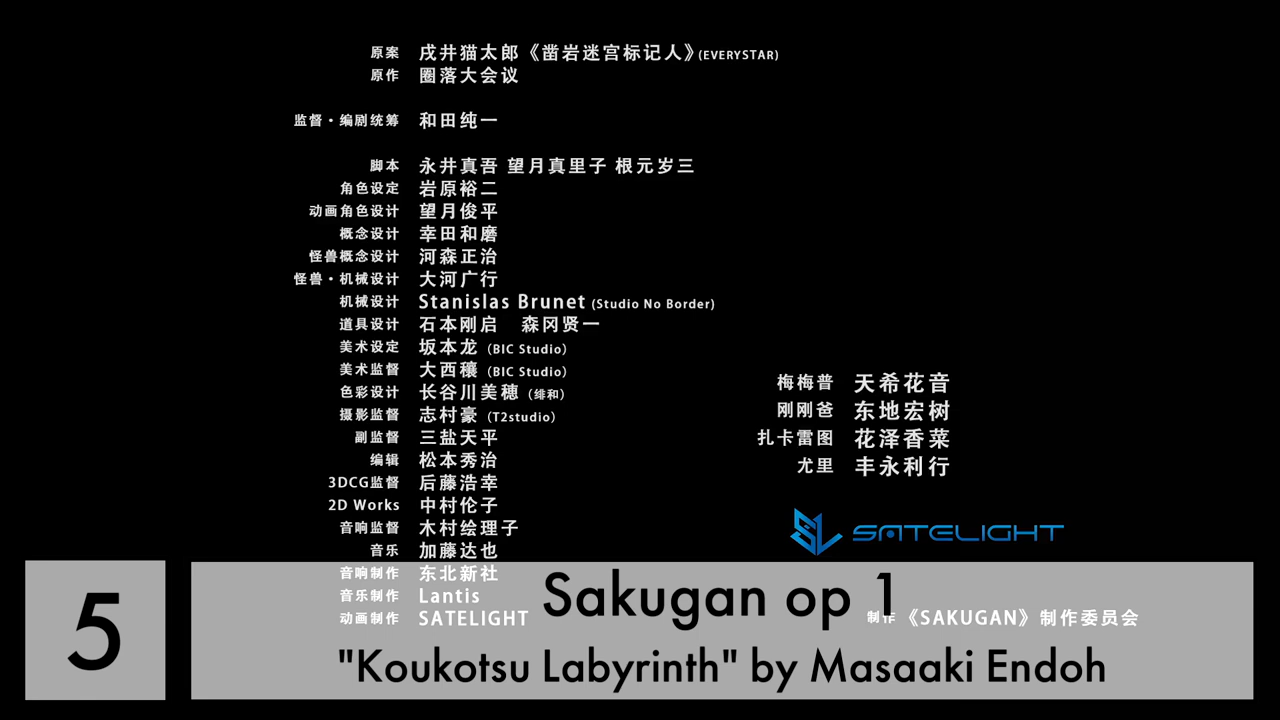 原案 戌井猫太郎《凿岩迷宫标记人》(EVERYSTAR)
原作 圈落大会议
监督·编剧统筹 和田纯一
脚本 永井真吾 望月真里子 根元岁三
角色设定 岩原裕二
动画角色设计 望月俊平
概念设计 幸田和磨
怪兽概念设计 河森正治
怪兽·机械设计 大河广行
机械设计 Stanislas Brunet (Studio No Border)
道具设计 石本刚启 森冈贤一
美术设定 坂本龙 (BIC Studio)
美术监督 大西穰 (BIC Studio)
色彩设计 长谷川美穗 (绯和)
摄影监督 志村豪 (T2studio)
副监督 三盐天平
编辑 松本秀治
3DCG监督 后藤浩幸
2D Works 中村伦子
音响监督 木村绘理子
音乐 加藤达也
音响制作 东北新社
音乐制作 Lantis
动画制作 SATELIGHT
梅梅普 天希花音
刚刚爸 东地宏树
扎卡雷图 花泽香菜
尤里 丰永利行
SATELIGHT
制作 《SAKUGAN》制作委员会
5
Sakugan op 1
"Koukotsu Labyrinth" by Masaaki Endoh